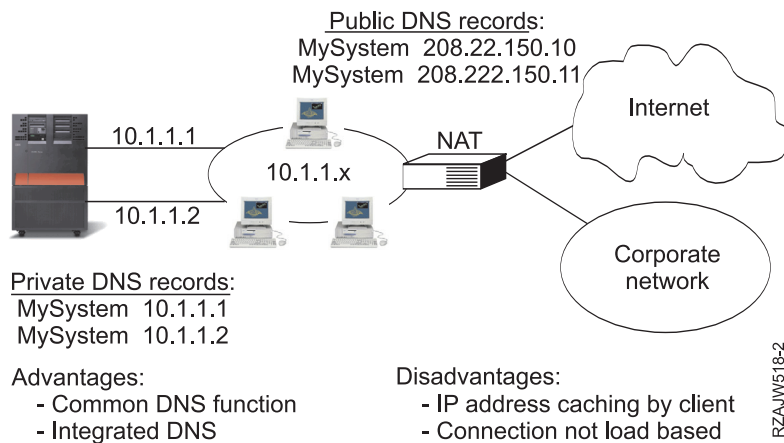 Public DNS records:
MySystem 208.22.150.10
MySystem 208.222.150.11
Internet
NAT
10.1.1.1
10.1.1.x
10.1.1.2
Corporate
network
Private DNS records:
MySystem 10.1.1.1
MySystem 10.1.1.2
Advantages:
- Common DNS function
- Integrated DNS
Disadvantages:
- IP address caching by client
- Connection not load based
RZAJW518-2